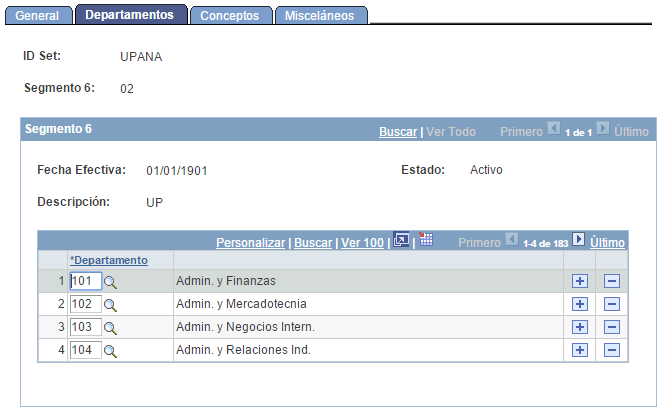 General Departamentos Conceptos Misceláneos
ID Set: UPANA
Segmento 6: 02
Segmento 6 Buscar | Ver Todo Primero 1 de 1 Último
Fecha Efectiva: 01/01/1901 Estado: Activo
Descripción: UP
Personalizar | Buscar | Ver 100 | | Primero 1-4 de 183 Último
*Departamento
1 101 Admin. y Finanzas
2 102 Admin. y Mercadotecnia
3 103 Admin. y Negocios Intern.
4 104 Admin. y Relaciones Ind.